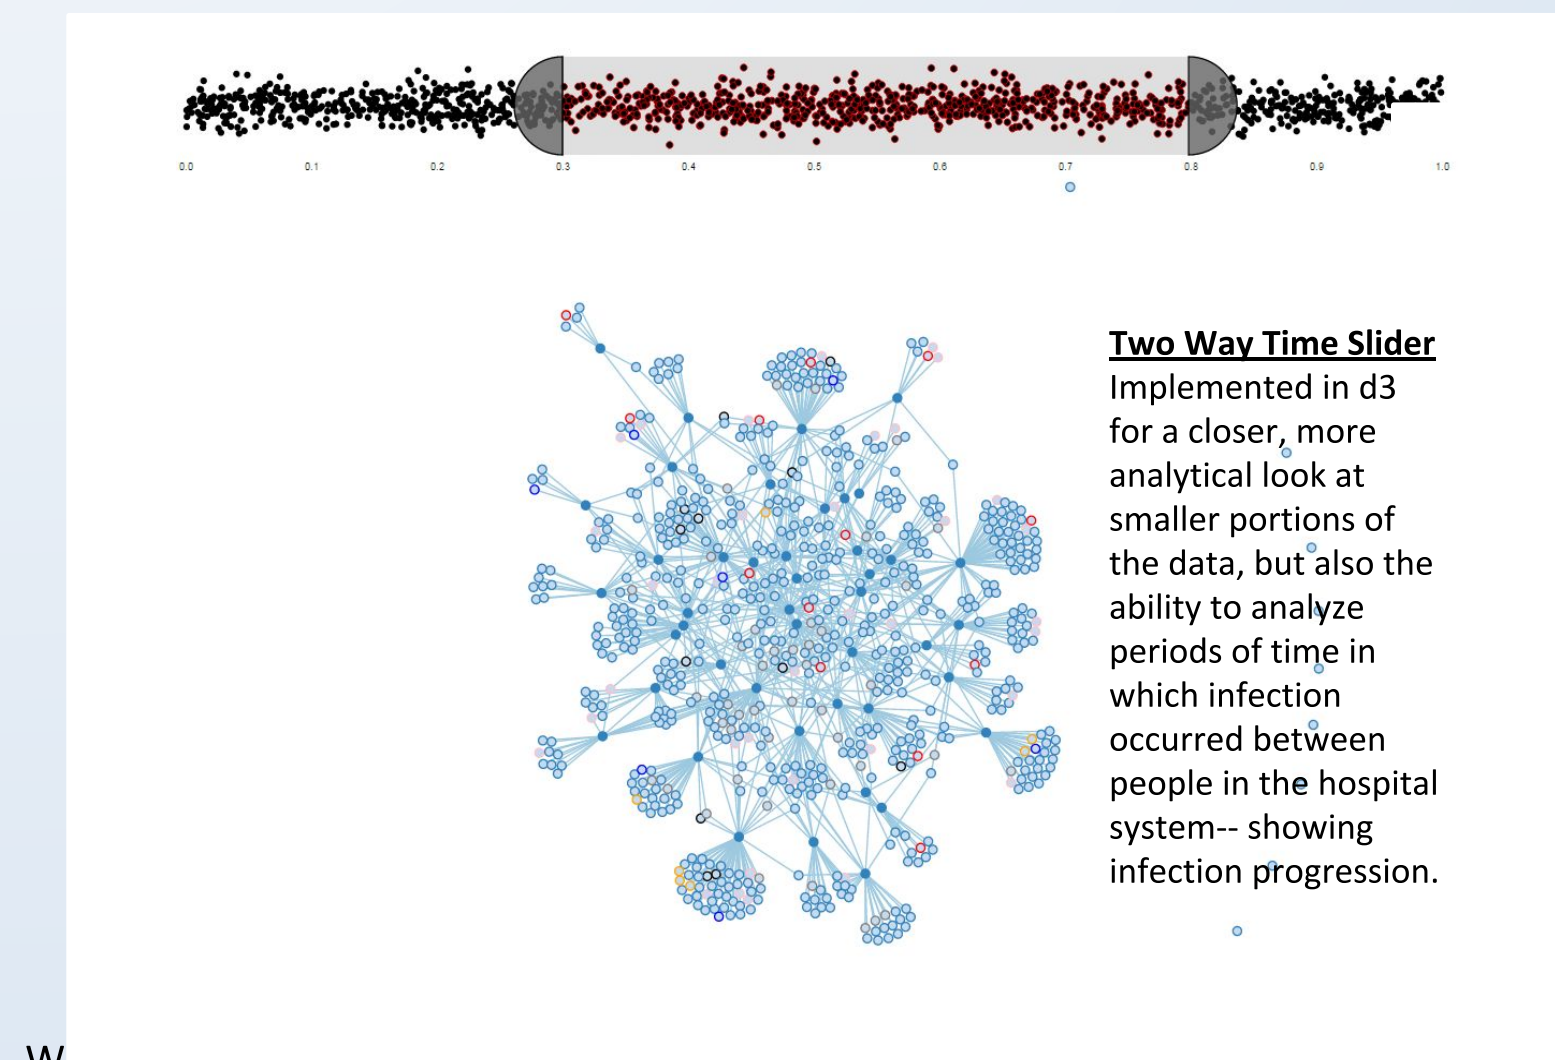 0.0 0.1 0.2 0.3 0.4 0.5 0.6 0.7 0.8 0.9 1.0
Two Way Time Slider
Implemented in d3
for a closer, more
analytical look at
smaller portions of
the data, but also the
ability to analyze
periods of time in
which infection
occurred between
people in the hospital
system-- showing
infection progression.
W